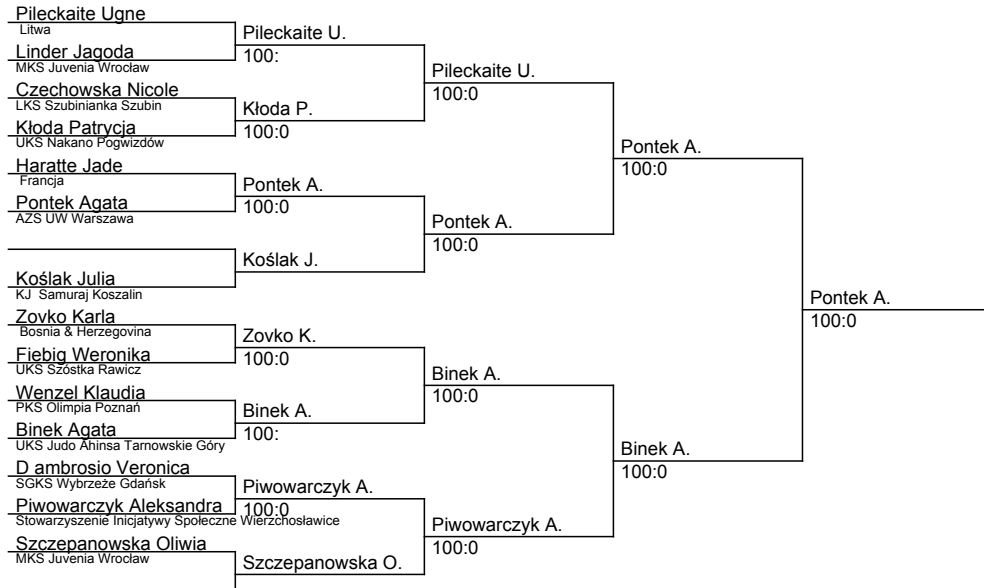 Pileckaite Ugne
Litwa
Linder Jagoda
MKS Juvenia Wrocław
Czechowska Nicole
LKS Szubinianka Szubin
Kłoda Patrycja
UKS Nakano Pogwizdów
Haratte Jade
Francja
Pontek Agata
AZS UW Warszawa
Koślak Julia
KJ Samuraj Koszalin
Zovko Karla
Bosnia & Herzegovina
Fiebig Weronika
UKS Szóstka Rawicz
Wenzel Klaudia
PKS Olimpia Poznań
Binek Agata
UKS Judo Ahinsa Tarnowskie Góry
D ambrosio Veronica
SGKS Wybrzeże Gdańsk
Piwowarczyk Aleksandra
Stowarzyszenie Inicjatywy Społeczne Wierzchosławice
Szczepanowska Oliwia
MKS Juvenia Wrocław
Pileckaite U.
100:
Kłoda P.
100:0
Pontek A.
100:0
Koślak J.
Zovko K.
100:0
Binek A.
100:
Piwowarczyk A.
100:0
Szczepanowska O.
Pileckaite U.
100:0
Pontek A.
100:0
Binek A.
100:0
Piwowarczyk A.
100:0
Pontek A.
100:0
Binek A.
100:0
Pontek A.
100:0